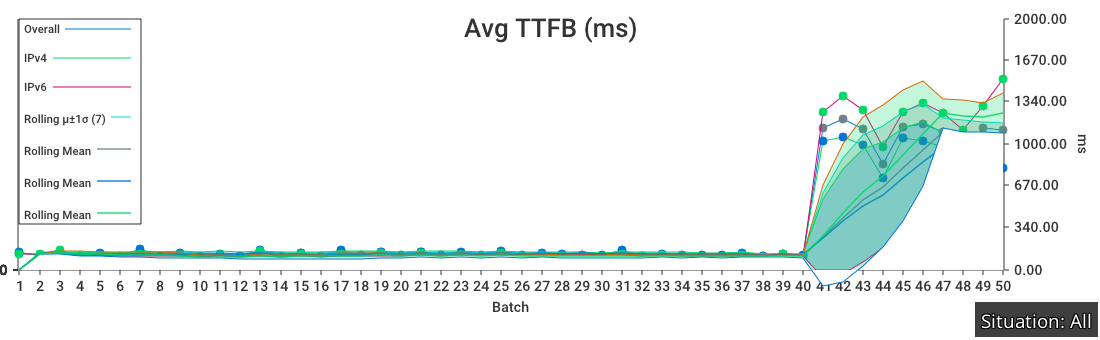 Avg TTFB (ms)
Overall
IPv4
IPv6
Rolling µ±1σ (7)
Rolling Mean
Rolling Mean
Rolling Mean
2000.00
1670.00
1340.00
1000.00
670.00
340.00
0.00
ms
0
1 2 3 4 5 6 7 8 9 10 11 12 13 14 15 16 17 18 19 20 21 22 23 24 25 26 27 28 29 30 31 32 33 34 35 36 37 38 39 40 41 42 43 44 45 46 47 48 49 50
Batch
Situation: All